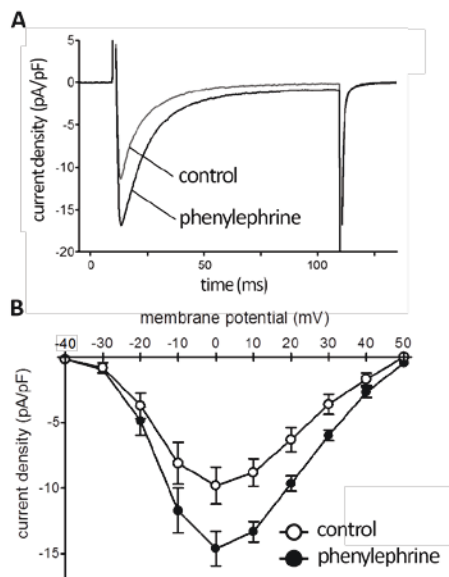 A
5
0
-5
-10
-15
-20
current density (pA/pF)
control
phenylephrine
0 50 100
time (ms)
B
membrane potential (mV)
-40 -30 -20 -10 0 10 20 30 40 50
-5
-10
-15
current density (pA/pF)
control
phenylephrine